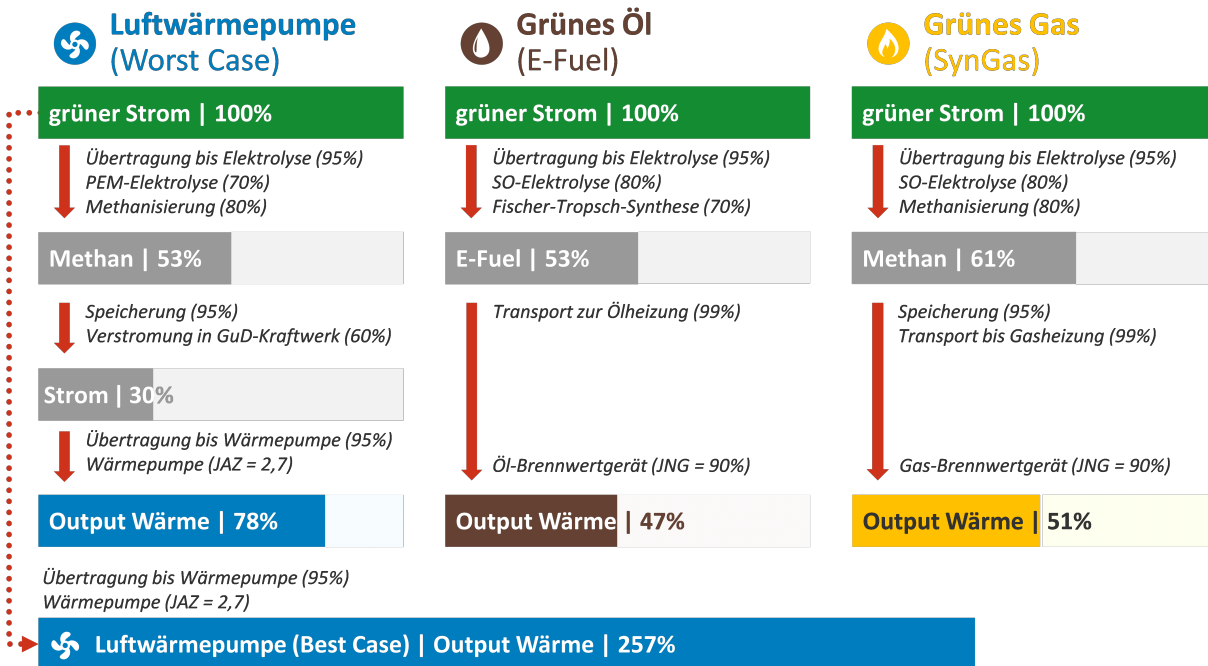 Luftwärmepumpe
(Worst Case)
grüner Strom | 100%
Übertragung bis Elektrolyse (95%)
PEM-Elektrolyse (70%)
Methanisierung (80%)
Methan | 53%
Speicherung (95%)
Verstromung in GuD-Kraftwerk (60%)
Strom | 30%
Übertragung bis Wärmepumpe (95%)
Wärmepumpe (JAZ = 2,7)
Output Wärme | 78%
Grünes Öl
(E-Fuel)
grüner Strom | 100%
Übertragung bis Elektrolyse (95%)
SO-Elektrolyse (80%)
Fischer-Tropsch-Synthese (70%)
E-Fuel | 53%
Transport zur Ölheizung (99%)
Öl-Brennwertgerät (JNG = 90%)
Output Wärme | 47%
Grünes Gas
(SynGas)
grüner Strom | 100%
Übertragung bis Elektrolyse (95%)
SO-Elektrolyse (80%)
Methanisierung (80%)
Methan | 61%
Speicherung (95%)
Transport bis Gasheizung (99%)
Gas-Brennwertgerät (JNG = 90%)
Output Wärme | 51%
Übertragung bis Wärmepumpe (95%)
Wärmepumpe (JAZ = 2,7)
Luftwärmepumpe (Best Case) | Output Wärme | 257%